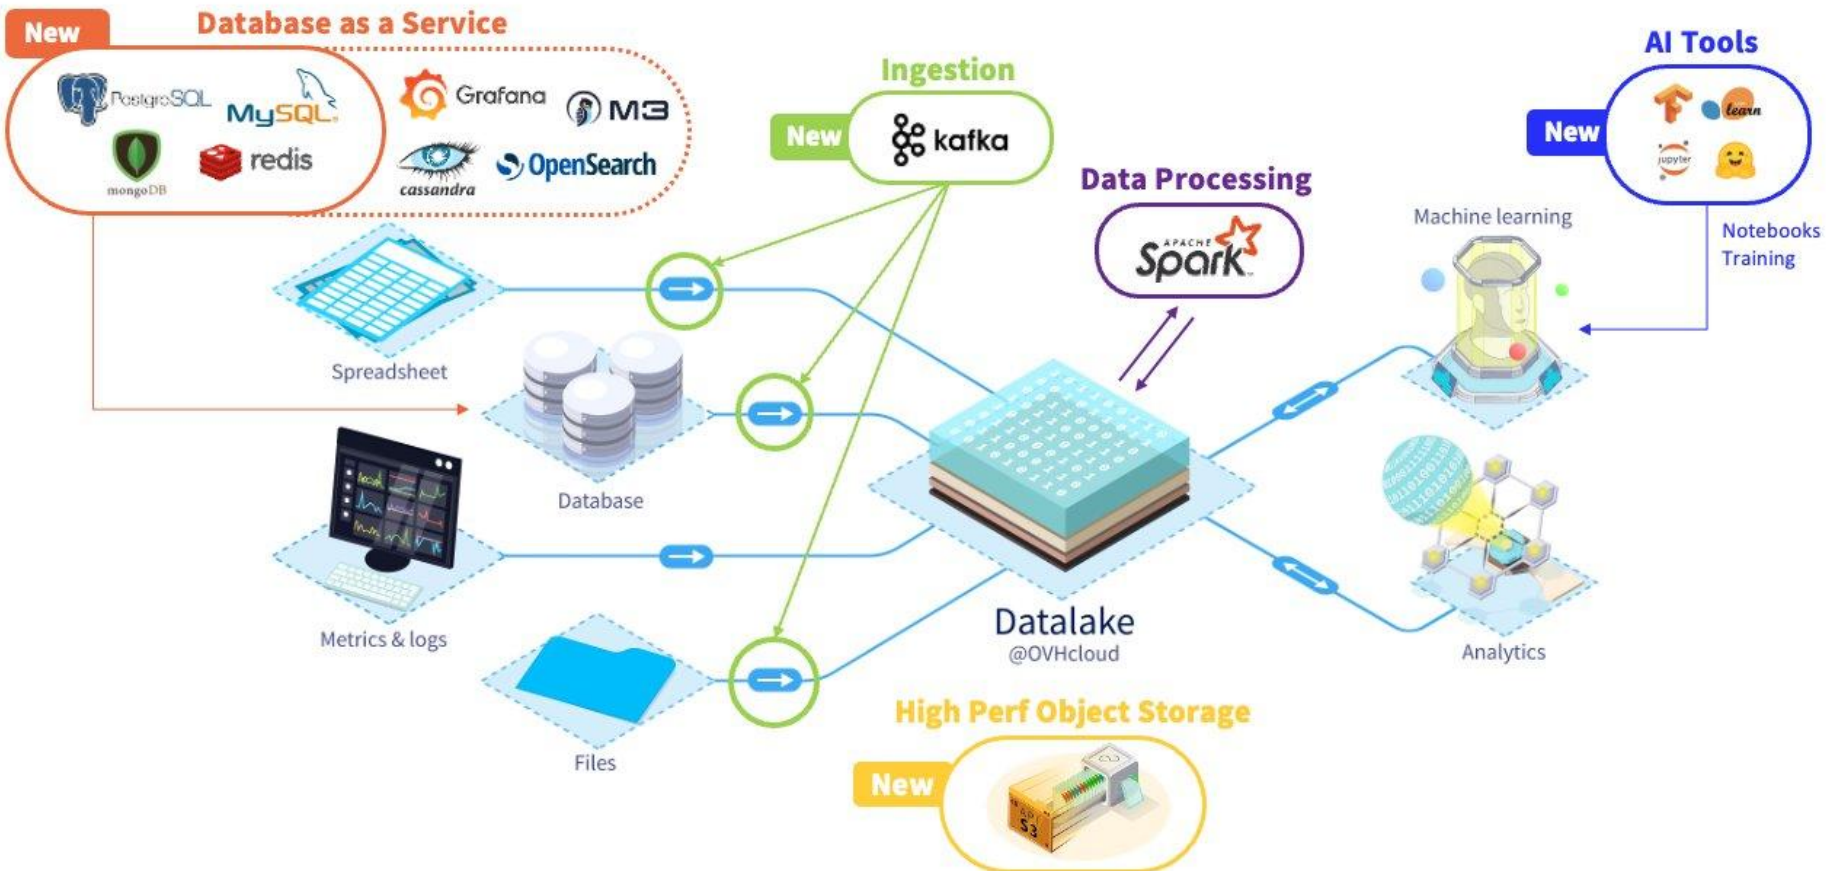 New
Database as a Service
PostgreSQL
MySQL
mongoDB
redis
Grafana
M3
cassandra
OpenSearch
Ingestion
New
kafka
Data Processing
APACHE
Spark
AI Tools
New
learn
jupyter
Notebooks
Training
Machine learning
Spreadsheet
Database
Metrics & logs
Files
Datalake
@OVHcloud
Analytics
High Perf Object Storage
New
API
S3